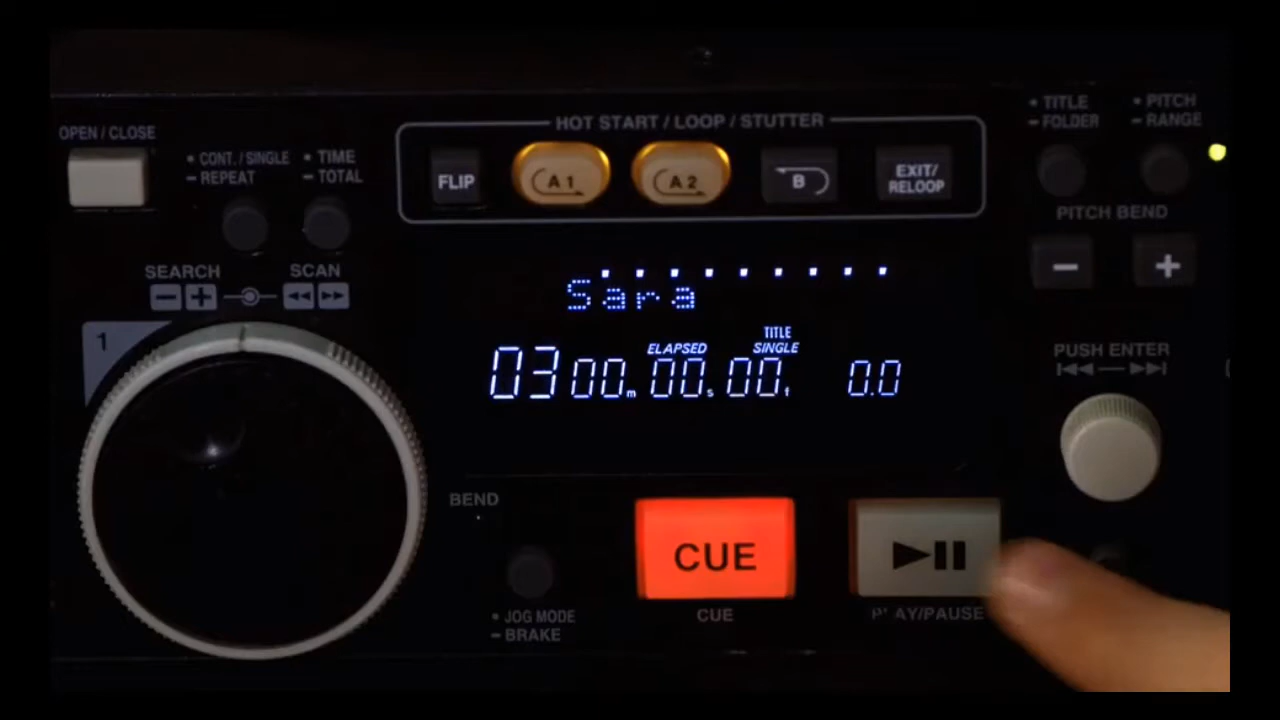 OPEN / CLOSE
• CONT. / SINGLE
– REPEAT
• TIME
– TOTAL
HOT START / LOOP / STUTTER
FLIP
A 1
A 2
B
EXIT/
RELOOP
• TITLE
– FOLDER
• PITCH
– RANGE
PITCH BEND
– +
SEARCH
– +
SCAN
1
Sara
ELAPSED
TITLE
SINGLE
03 00m 00s 00f 0.0
PUSH ENTER
BEND
• JOG MODE
– BRAKE
CUE
CUE
PLAY/PAUSE